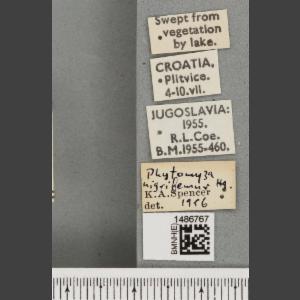 Swept from
vegetation
by lake.
CROATIA,
Plitvice.
4-10.vii.
JUGOSLAVIA:
1955.
R.L.Coe.
B.M.1955-460.
Phytomyza
nigrifemur Hg.
K.A.Spencer
det. 1956
1486767
BMNH(E)